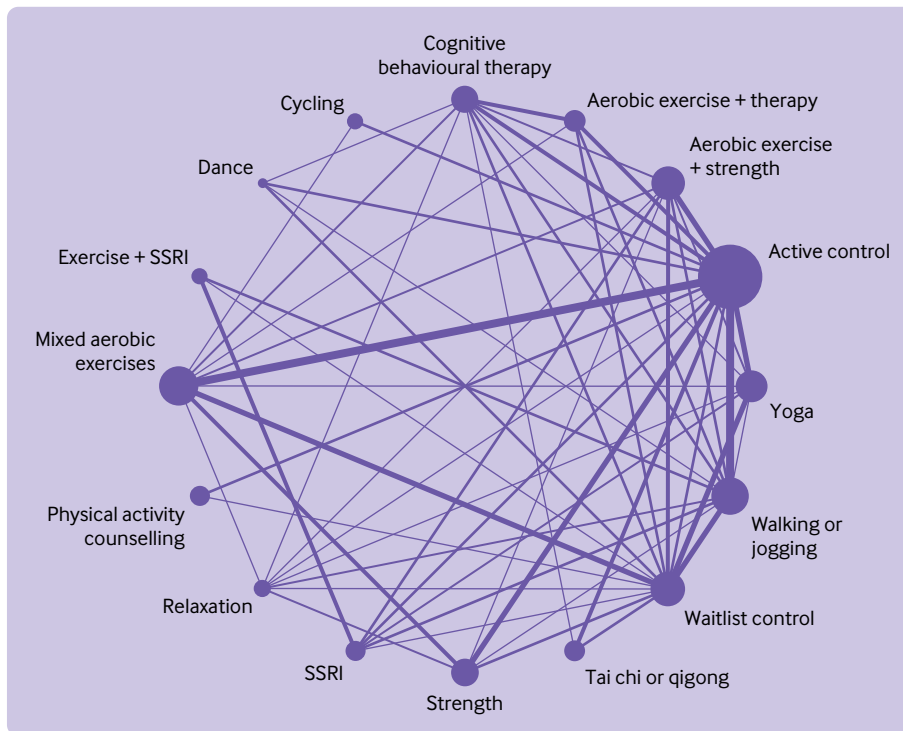 Cognitive
behavioural therapy
Cycling
Aerobic exercise + therapy
Dance
Aerobic exercise
+ strength
Exercise + SSRI
Active control
Mixed aerobic
exercises
Yoga
Physical activity
counselling
Walking or
jogging
Relaxation
Waitlist control
SSRI
Tai chi or qigong
Strength